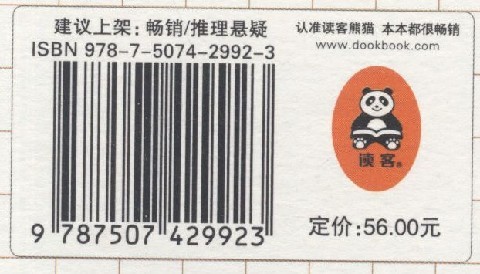 建议上架：畅销/推理悬疑
ISBN 978-7-5074-2992-3
认准读客熊猫 本本都很畅销
www.dookbook.com
读客®
9 787507 429923
定价：56.00元